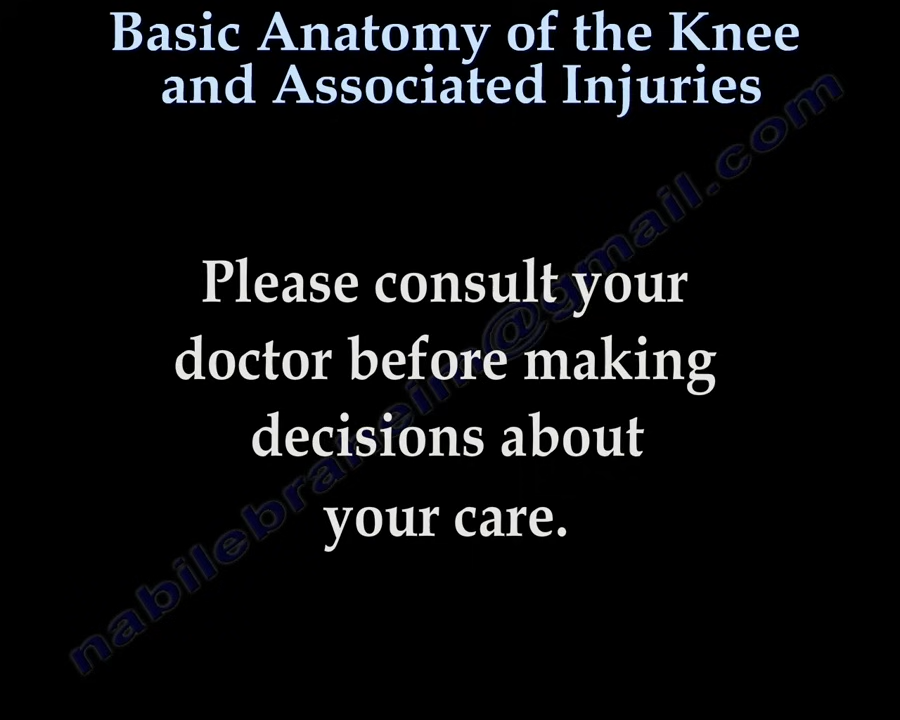 Basic Anatomy of the Knee
and Associated Injuries
Please consult your
doctor before making
decisions about
your care.
nabilebraheim@gmail.com